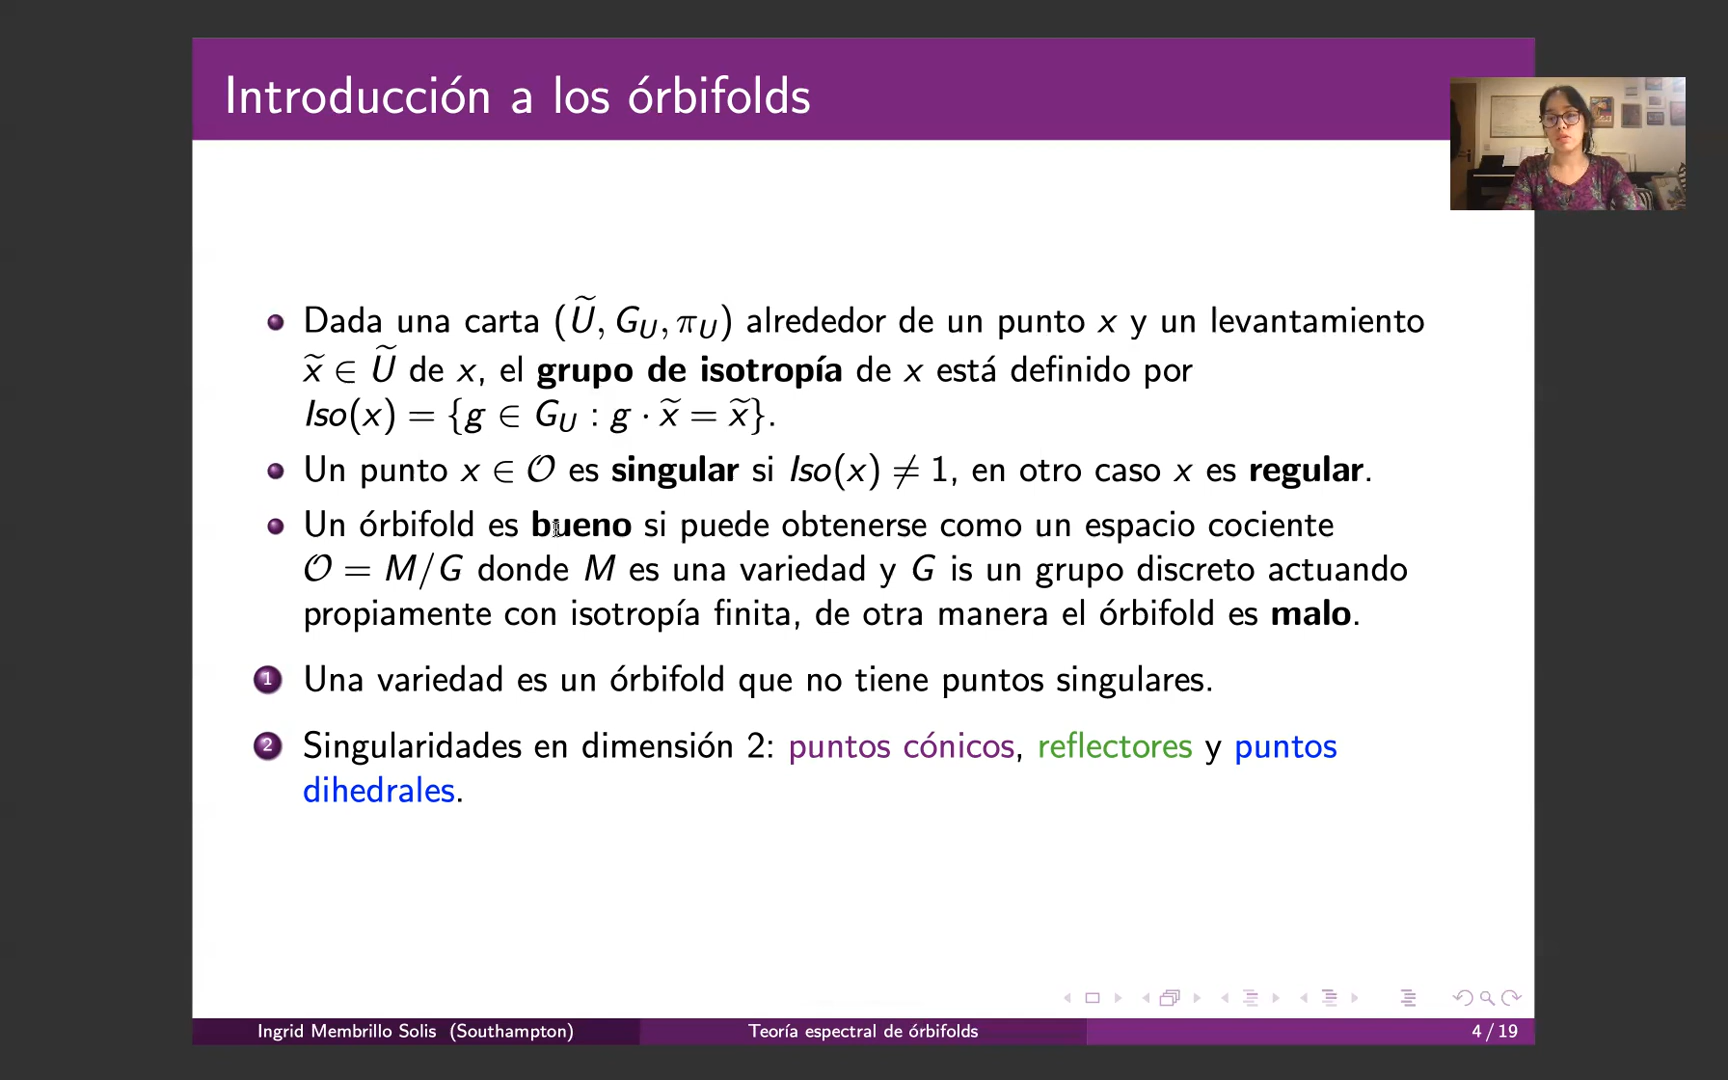 Introducción a los órbifolds
Dada una carta (Ũ, G_U, π_U) alrededor de un punto x y un levantamiento
x̃ ∈ Ũ de x, el grupo de isotropía de x está definido por
Iso(x) = {g ∈ G_U : g · x̃ = x̃}.
Un punto x ∈ 𝒪 es singular si Iso(x) ≠ 1, en otro caso x es regular.
Un órbifold es bueno si puede obtenerse como un espacio cociente
𝒪 = M/G donde M es una variedad y G is un grupo discreto actuando
propiamente con isotropía finita, de otra manera el órbifold es malo.
1 Una variedad es un órbifold que no tiene puntos singulares.
2 Singularidades en dimensión 2: puntos cónicos, reflectores y puntos
dihedrales.
Ingrid Membrillo Solis (Southampton) Teoría espectral de órbifolds 4 / 19